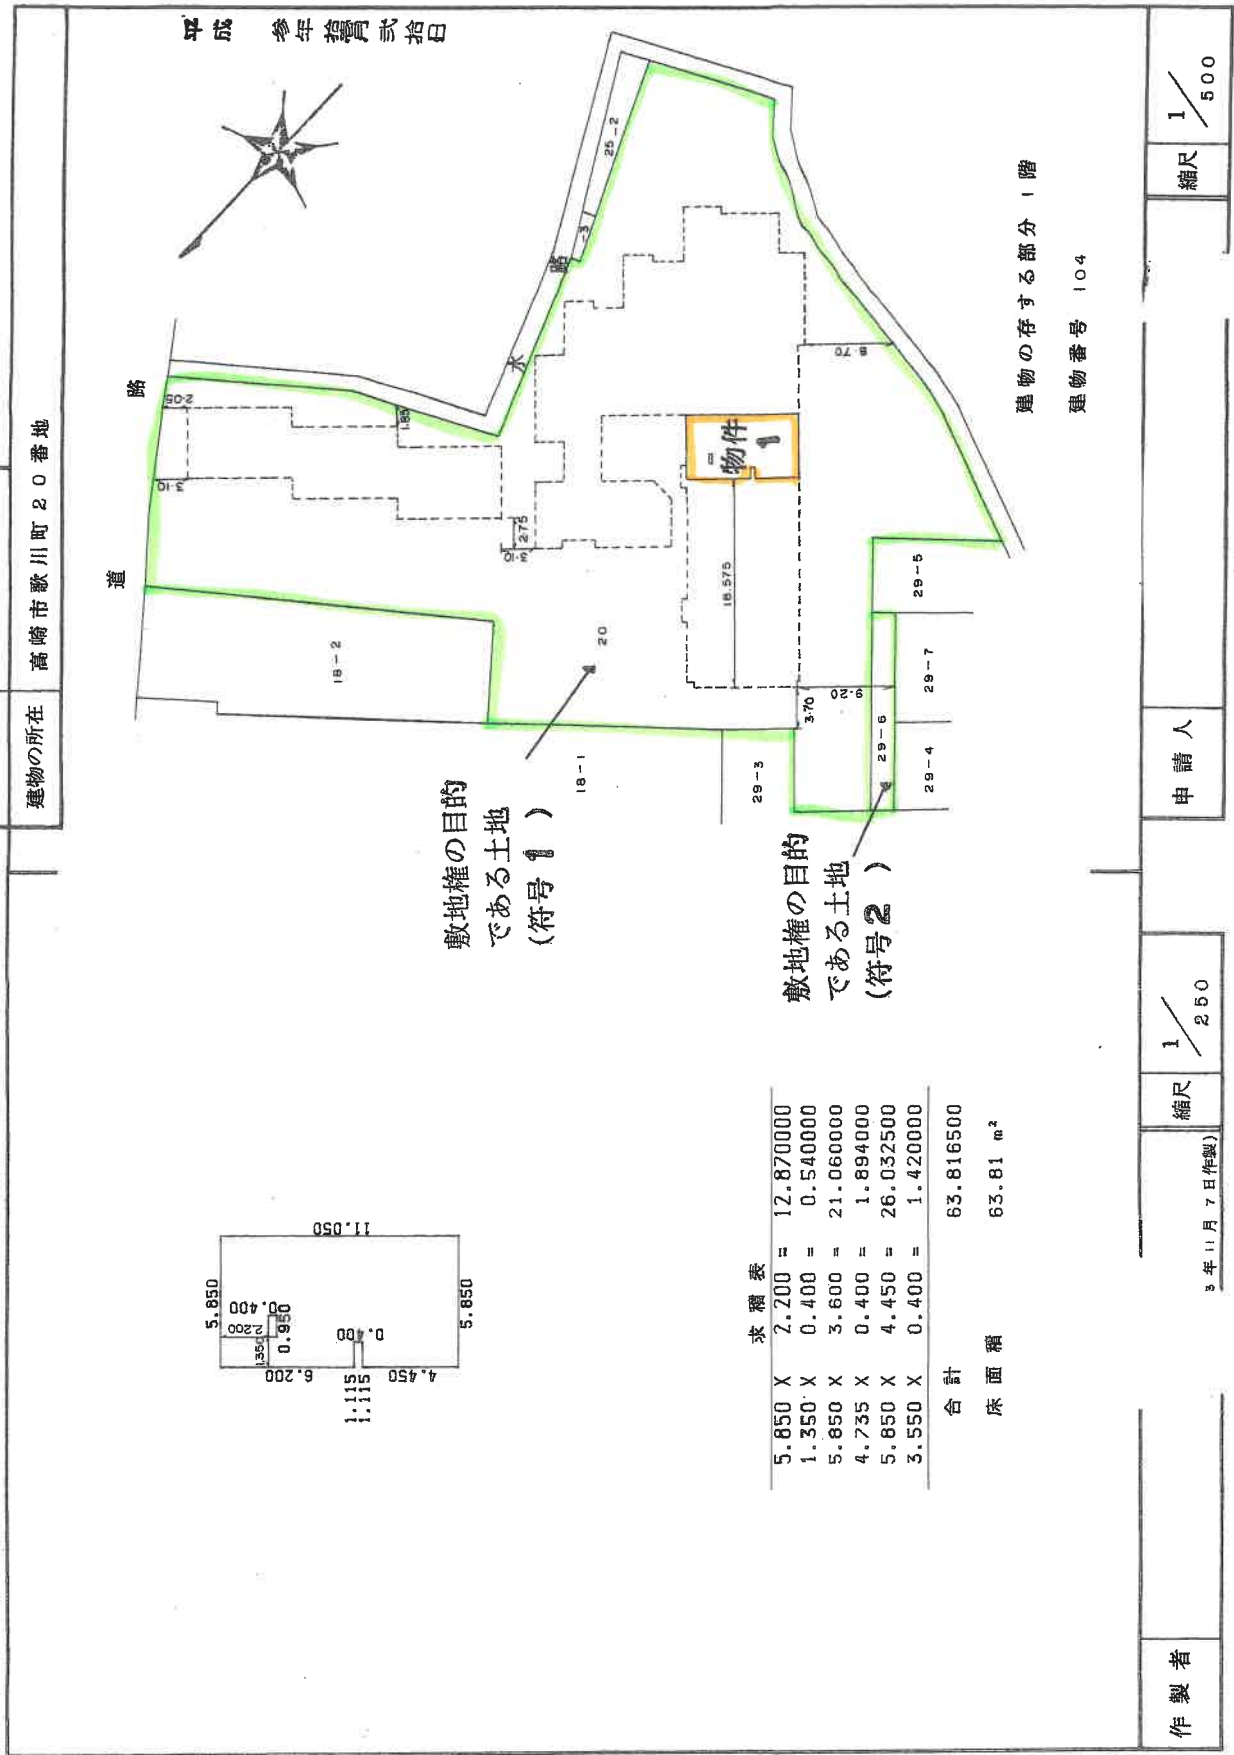 建物の所在
高崎市歌川町20番地
平成 参年 拾壱月 弐拾日
道
路
水
路
25-2
-3
18-2
18-1
20
29-3
29-4
29-5
29-6
29-7
2.05
3.10
1.85
2.75
3.10
18.575
8.70
9.20
3.70
物件
1
敷地権の目的
である土地
(符号1)
敷地権の目的
である土地
(符号2)
建物の存する部分 1階
建物番号 104
5.850
11.050
5.850
0.400
2.200
1.350
0.950
6.200
0.400
1.115
1.115
4.450
求積表
5.850 X 2.200 = 12.870000
1.350 X 0.400 = 0.540000
5.850 X 3.600 = 21.060000
4.735 X 0.400 = 1.894000
5.850 X 4.450 = 26.032500
3.550 X 0.400 = 1.420000
合計 63.816500
床面積 63.81 m²
作製者
3年11月7日作製)
縮尺
1/250
申請人
縮尺
1/500